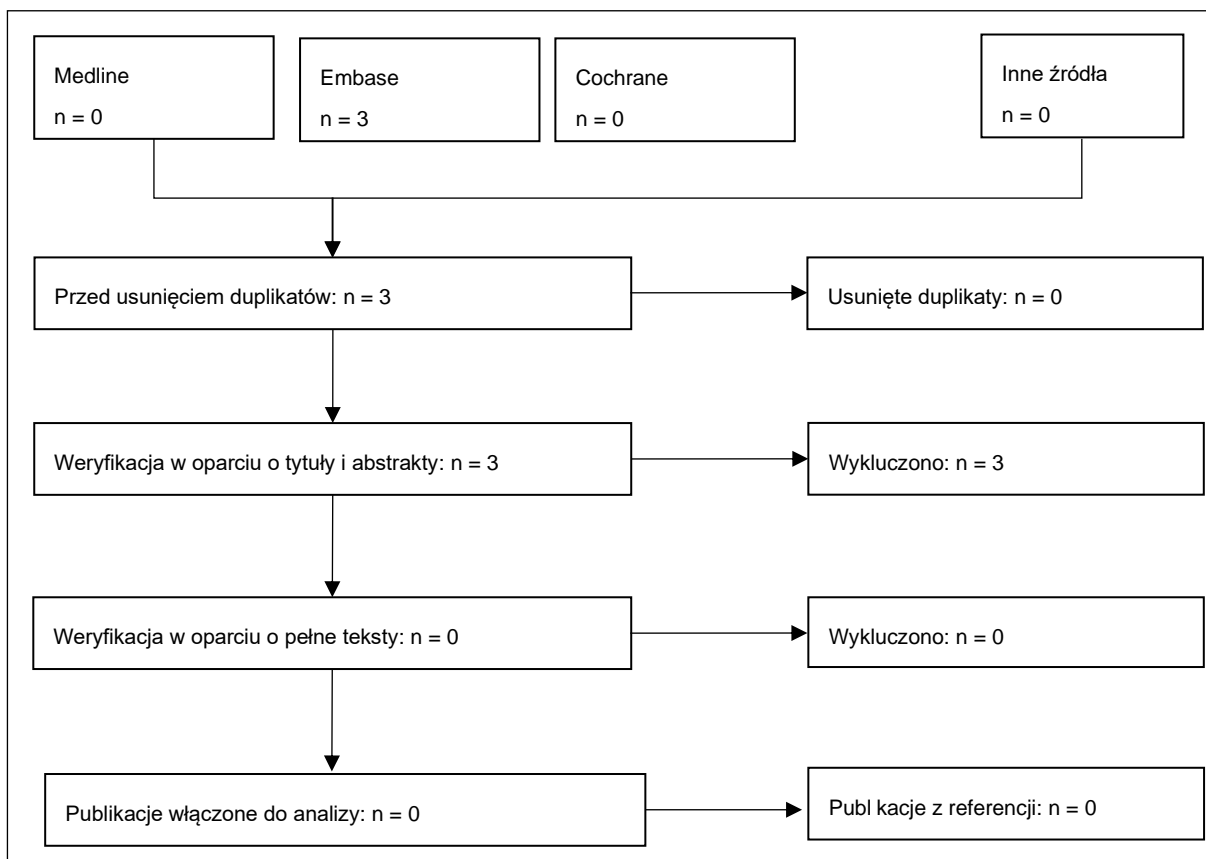 Medline
n = 0
Embase
n = 3
Cochrane
n = 0
Inne źródła
n = 0
Przed usunięciem duplikatów: n = 3
Usunięte duplikaty: n = 0
Weryfikacja w oparciu o tytuły i abstrakty: n = 3
Wykluczono: n = 3
Weryfikacja w oparciu o pełne teksty: n = 0
Wykluczono: n = 0
Publikacje włączone do analizy: n = 0
Publ kacje z referencji: n = 0